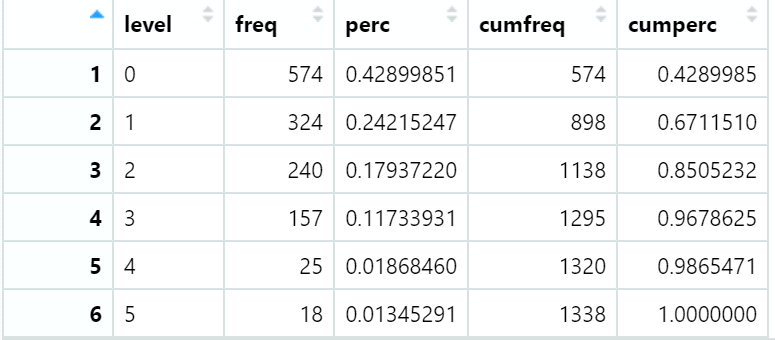 level freq perc cumfreq cumperc
1 0 574 0.42899851 574 0.4289985
2 1 324 0.24215247 898 0.6711510
3 2 240 0.17937220 1138 0.8505232
4 3 157 0.11733931 1295 0.9678625
5 4 25 0.01868460 1320 0.9865471
6 5 18 0.01345291 1338 1.0000000